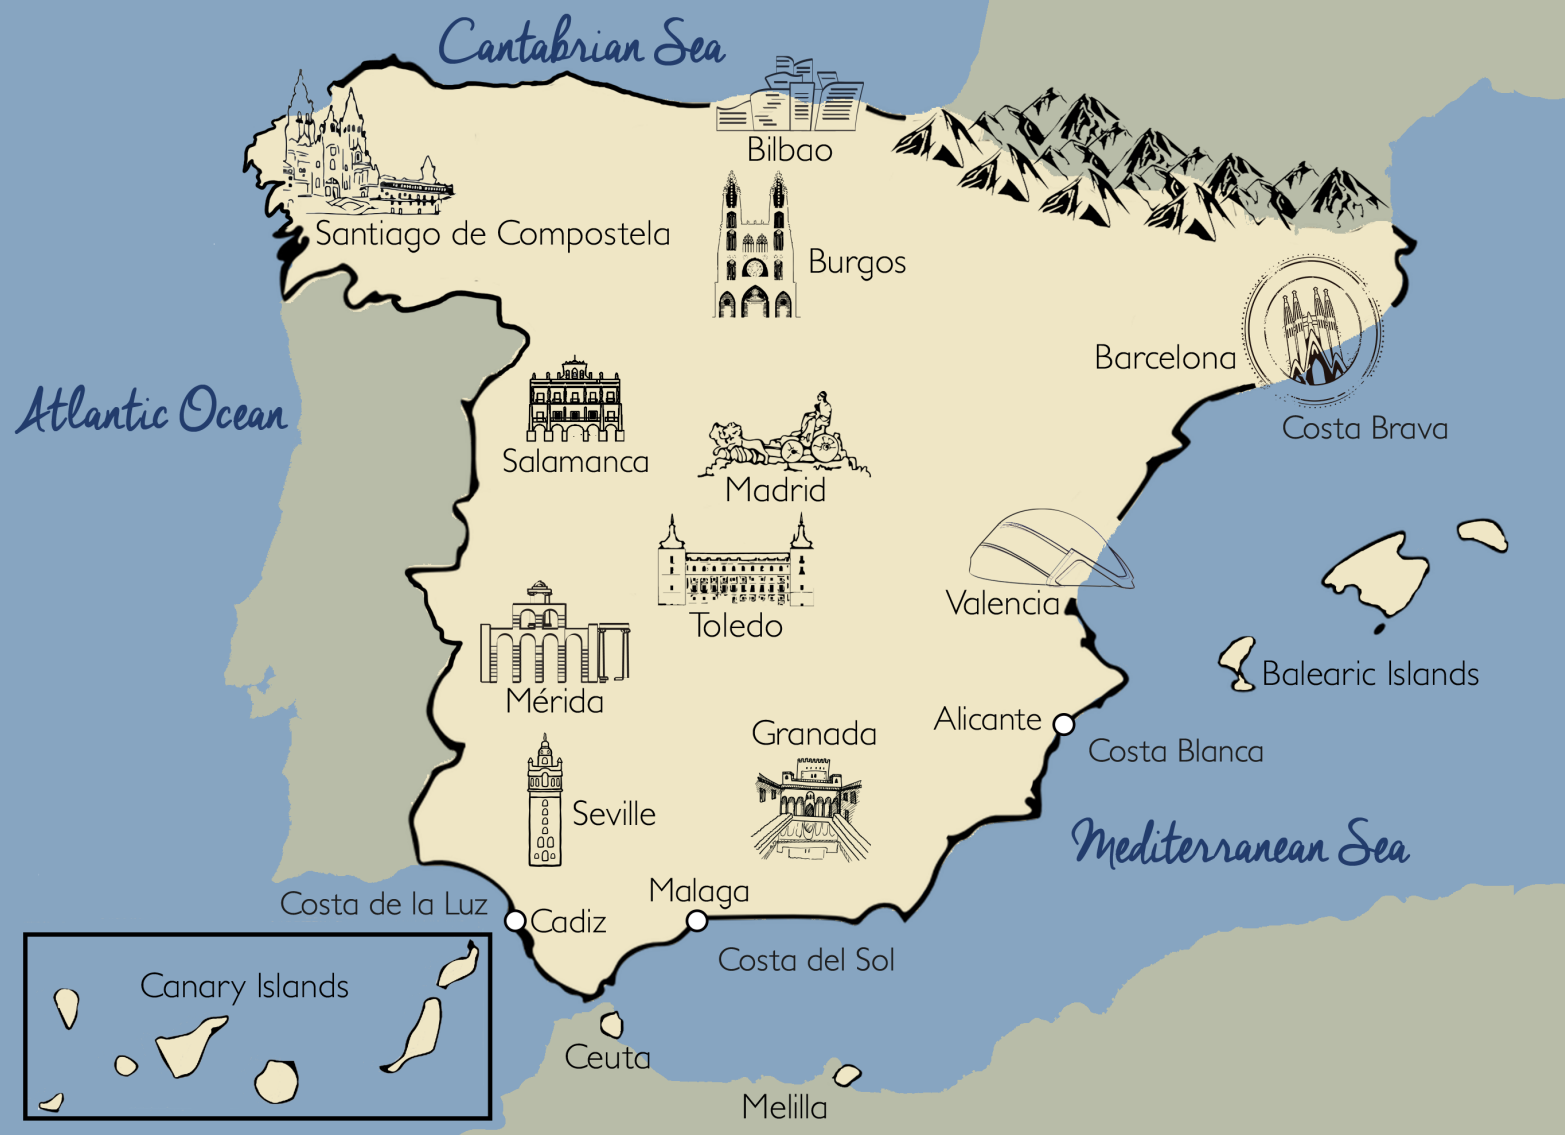 Cantabrian Sea
Bilbao
Santiago de Compostela
Burgos
Barcelona
Atlantic Ocean
Costa Brava
Salamanca
Madrid
Valencia
Toledo
Balearic Islands
Mérida
Alicante
Granada
Costa Blanca
Seville
Mediterranean Sea
Malaga
Costa de la Luz
Cadiz
Costa del Sol
Canary Islands
Ceuta
Melilla